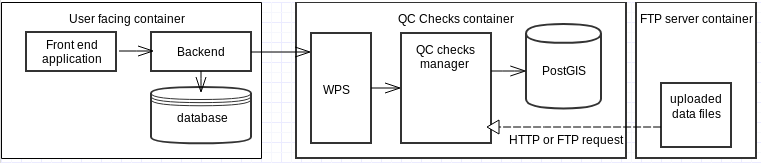 User facing container
Front end
application
Backend
database
QC Checks container
WPS
QC checks
manager
PostGIS
HTTP or FTP request
FTP server container
uploaded
data files